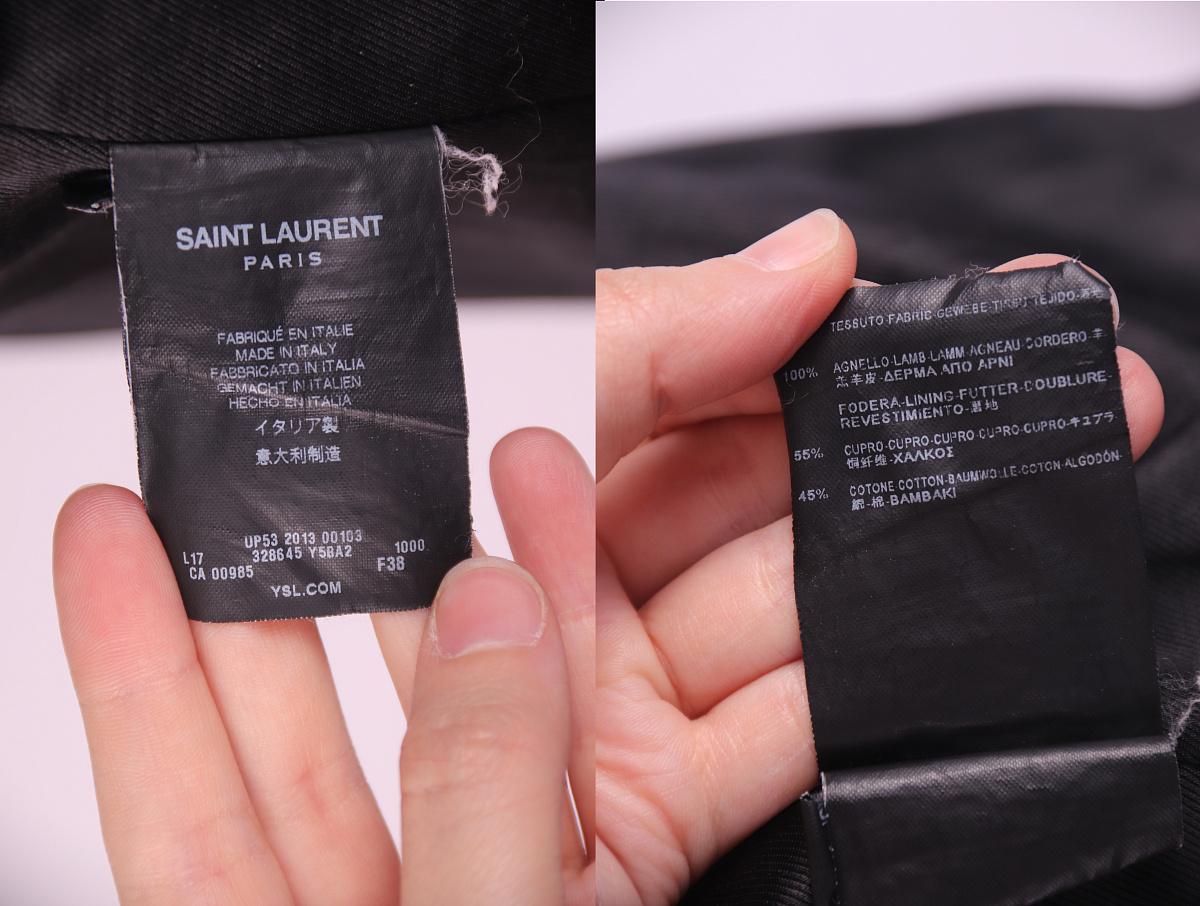 SAINT LAURENT
PARIS
FABRIQUÉ EN ITALIE
MADE IN ITALY
FABBRICATO IN ITALIA
GEMACHT IN ITALIEN
HECHO EN ITALIA
イタリア製
意大利制造
UP53 2013 00103
L17 328645 Y5BA2 1000
CA 00985 F38
YSL.COM
TESSUTO-FABRIC-GEWEBE-TISSU-TEJIDO-
100% AGNELLO-LAMB-LAMM-AGNEAU-CORDERO-羊
羔羊皮-ΔΕΡΜΑ ΑΠΟ ΑΡΝΙ
FODERA-LINING-FUTTER-DOUBLURE-
REVESTIMIENTO-裏地
55% CUPRO-CUPRO-CUPRO-CUPRO-CUPRO-キュプラ-
铜纤维-ΧΑΛΚΟΣ
45% COTONE-COTTON-BAUMWOLLE-COTON-ALGODÓN-
綿-棉-ΒΑΜΒΑΚΙ